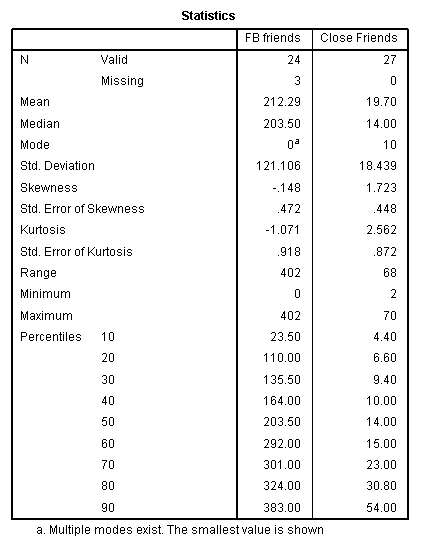 Statistics
FB friends Close Friends
N Valid 24 27
Missing 3 0
Mean 212.29 19.70
Median 203.50 14.00
Mode 0a 10
Std. Deviation 121.106 18.439
Skewness -.148 1.723
Std. Error of Skewness .472 .448
Kurtosis -1.071 2.562
Std. Error of Kurtosis .918 .872
Range 402 68
Minimum 0 2
Maximum 402 70
Percentiles 10 23.50 4.40
20 110.00 6.60
30 135.50 9.40
40 164.00 10.00
50 203.50 14.00
60 292.00 15.00
70 301.00 23.00
80 324.00 30.80
90 383.00 54.00
a. Multiple modes exist. The smallest value is shown